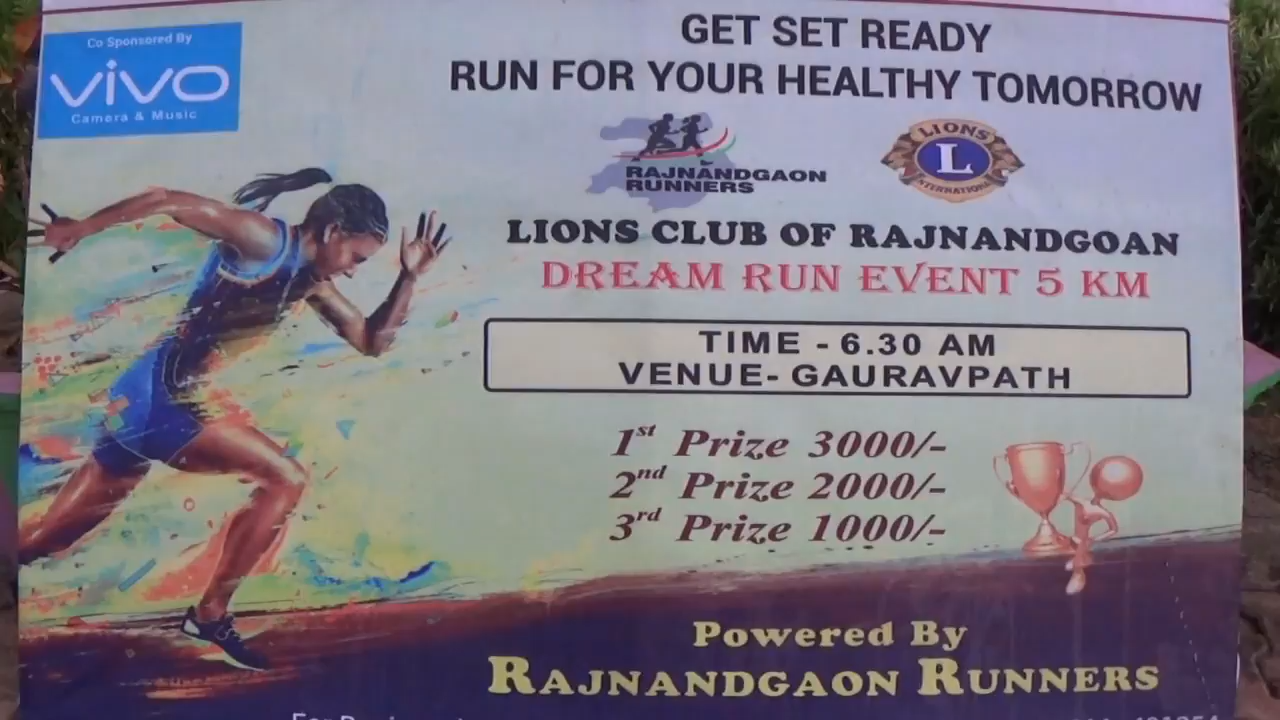 Co Sponsored By
vivo
Camera & Music
GET SET READY
RUN FOR YOUR HEALTHY TOMORROW
RAJNANDGAON
RUNNERS
LIONS
L
INTERNATIONAL
LIONS CLUB OF RAJNANDGOAN
DREAM RUN EVENT 5 KM
TIME - 6.30 AM
VENUE- GAURAVPATH
1st Prize 3000/-
2nd Prize 2000/-
3rd Prize 1000/-
Powered By
RAJNANDGAON RUNNERS